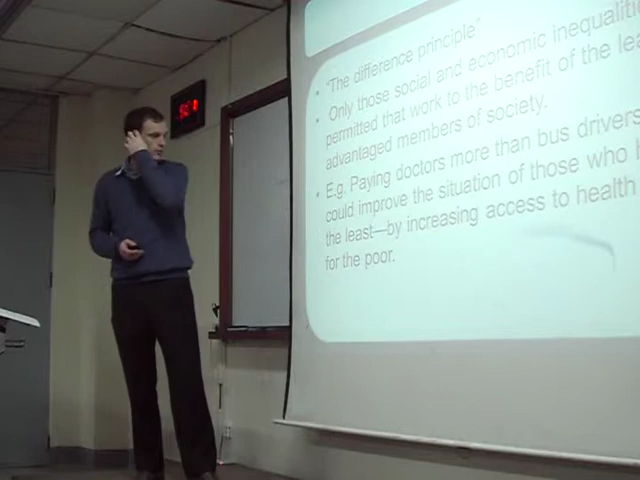 "The difference principle"
Only those social and economic inequaliti
permitted that work to the benefit of the lea
advantaged members of society.
E.g. Paying doctors more than bus drivers
could improve the situation of those who h
the least—by increasing access to health
for the poor.